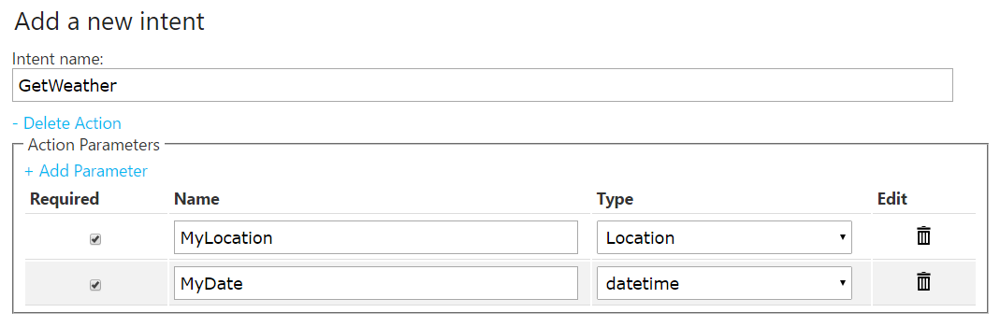 Add a new intent
Intent name:
GetWeather
- Delete Action
Action Parameters
+ Add Parameter
Required Name Type Edit
MyLocation Location
MyDate datetime